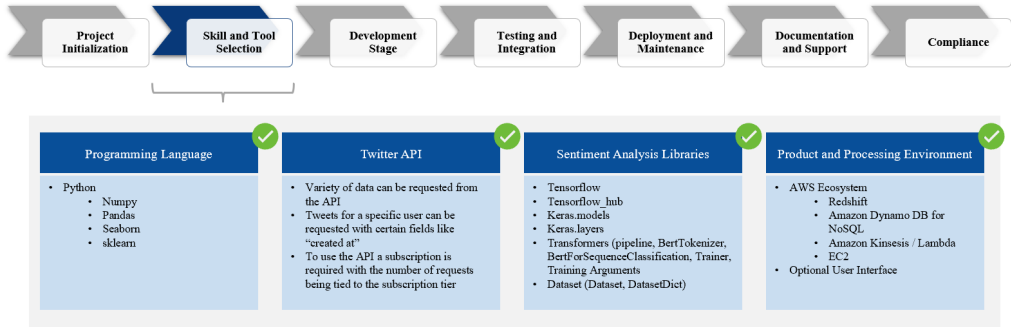 Project
Initialization
Skill and Tool
Selection
Development
Stage
Testing and
Integration
Deployment and
Maintenance
Documentation
and Support
Compliance
Programming Language
• Python
• Numpy
• Pandas
• Seaborn
• sklearn
Twitter API
• Variety of data can be requested from
the API
• Tweets for a specific user can be
requested with certain fields like
“created at”
• To use the API a subscription is
required with the number of requests
being tied to the subscription tier
Sentiment Analysis Libraries
• Tensorflow
• Tensorflow_hub
• Keras.models
• Keras.layers
• Transformers (pipeline, BertTokenizer,
BertForSequenceClassification, Trainer,
Training Arguments
• Dataset (Dataset, DatasetDict)
Product and Processing Environment
• AWS Ecosystem
• Redshift
• Amazon Dynamo DB for
NoSQL
• Amazon Kinsesis / Lambda
• EC2
• Optional User Interface